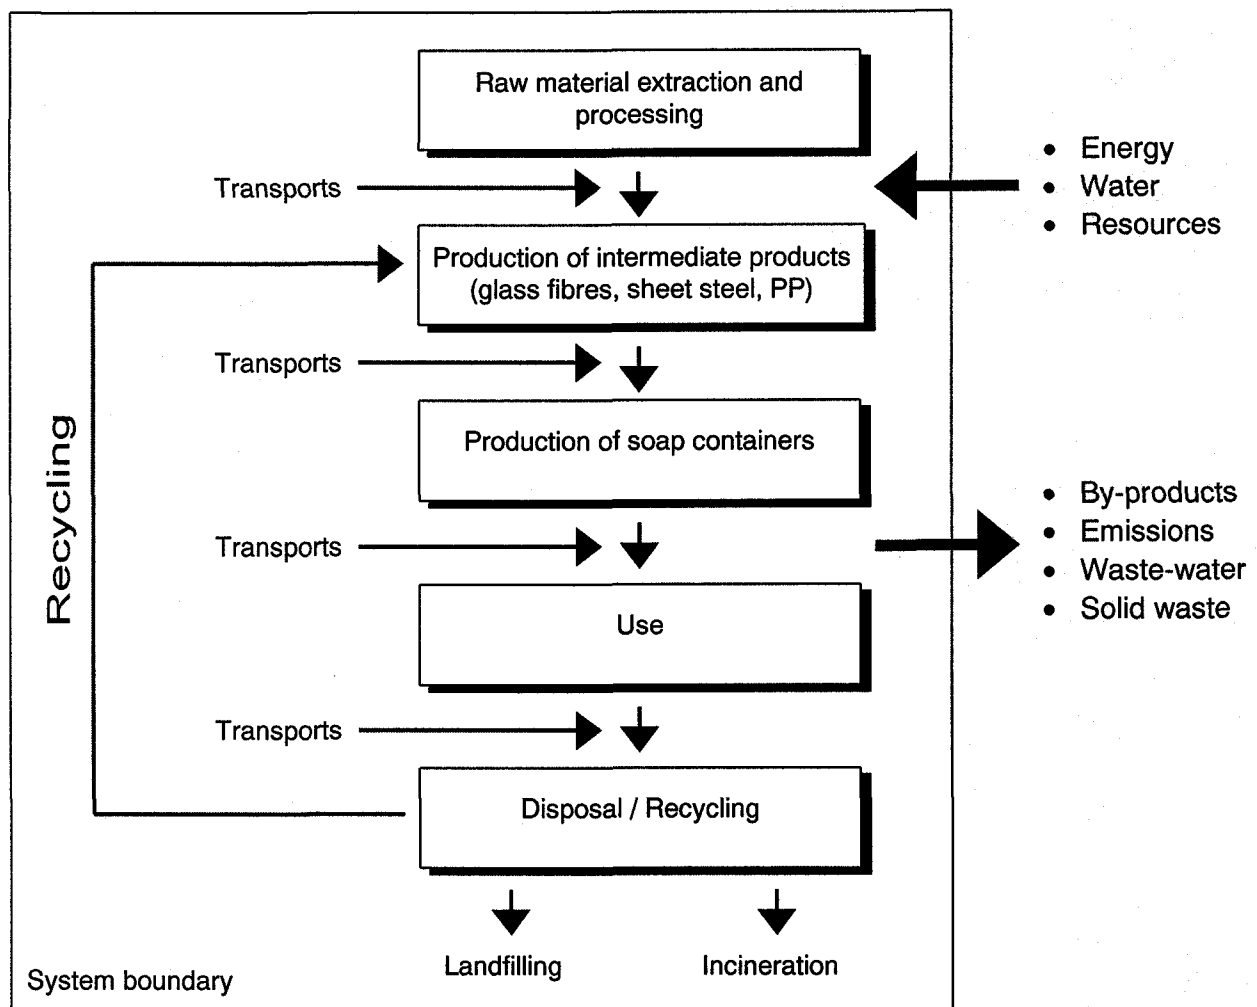 Raw material extraction and
processing
Transports
• Energy
• Water
• Resources
Production of intermediate products
(glass fibres, sheet steel, PP)
Transports
Recycling
Production of soap containers
• By-products
• Emissions
• Waste-water
• Solid waste
Transports
Use
Transports
Disposal / Recycling
Landfilling
Incineration
System boundary